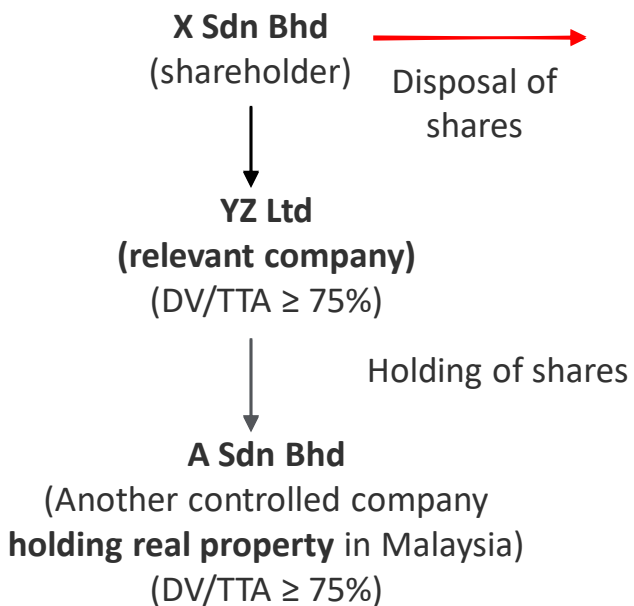 X Sdn Bhd
(shareholder)
Disposal of
shares
YZ Ltd
(relevant company)
(DV/TTA ≥ 75%)
Holding of shares
A Sdn Bhd
(Another controlled company
holding real property in Malaysia)
(DV/TTA ≥ 75%)